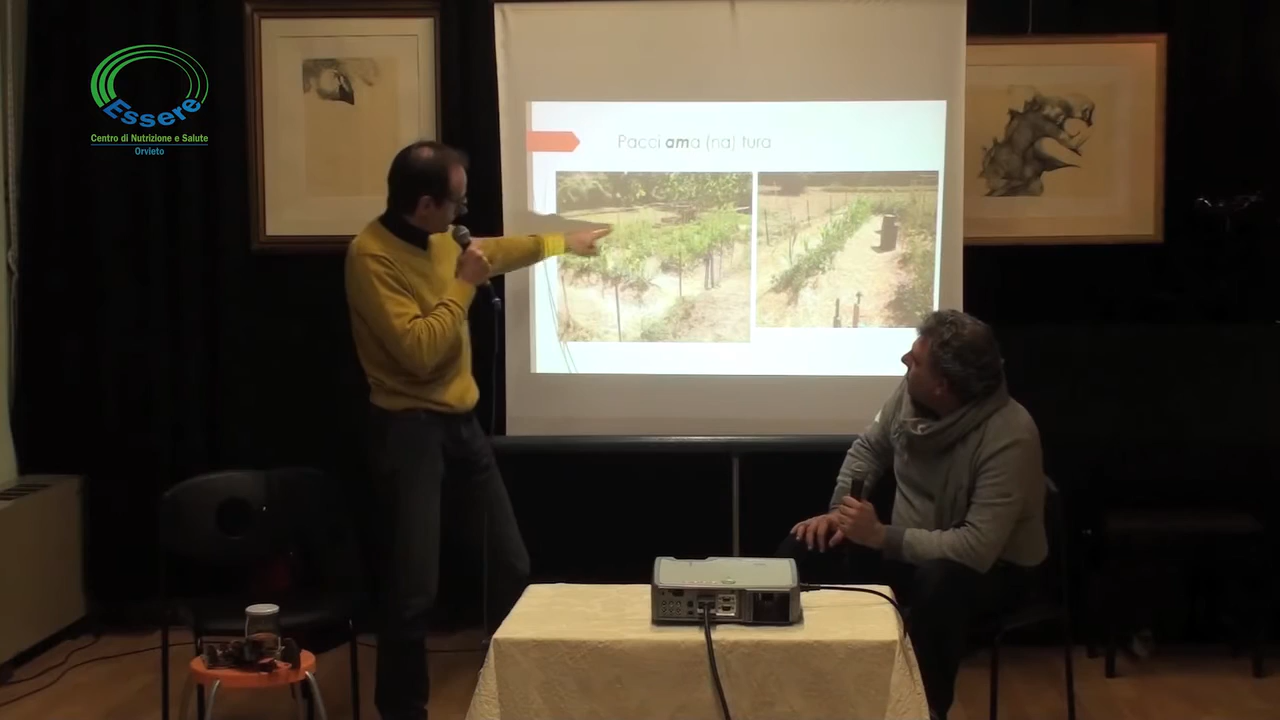 Essere
Centro di Nutrizione e Salute
Orvieto
Pacci ama (na) tura